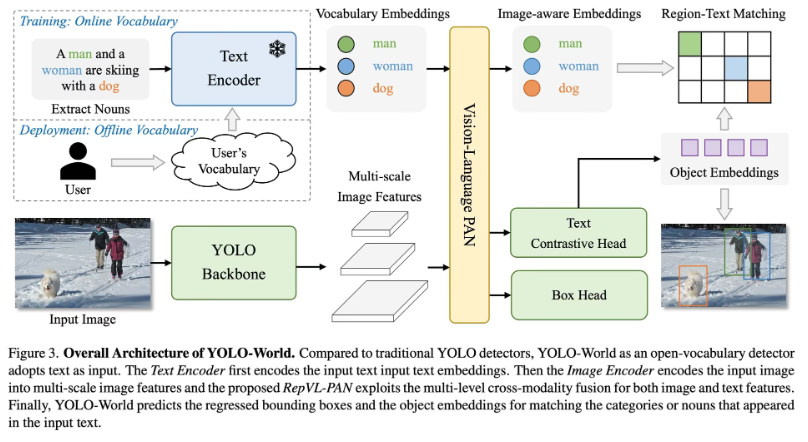 Training: Online Vocabulary
A man and a
woman are skiing
with a dog
Extract Nouns
Text
Encoder
Deployment: Offline Vocabulary
User
User's
Vocabulary
Vocabulary Embeddings
man
woman
dog
Image-aware Embeddings
man
woman
dog
Region-Text Matching
Vision-Language PAN
Input Image
YOLO
Backbone
Multi-scale
Image Features
Text
Contrastive Head
Box Head
Object Embeddings
Figure 3. Overall Architecture of YOLO-World. Compared to traditional YOLO detectors, YOLO-World as an open-vocabulary detector
adopts text as input. The Text Encoder first encodes the input text input text embeddings. Then the Image Encoder encodes the input image
into multi-scale image features and the proposed RepVL-PAN exploits the multi-level cross-modality fusion for both image and text features.
Finally, YOLO-World predicts the regressed bounding boxes and the object embeddings for matching the categories or nouns that appeared
in the input text.